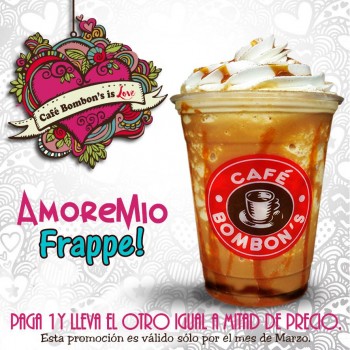 Café Bombon's is Love
AmoreMio
Frappe!
CAFÉ
BOMBON'S
PAGA 1 Y LLEVA EL OTRO IGUAL A MITAD DE PRECIO.
Esta promoción es válido sólo por el mes de Marzo.